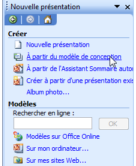 Nouvelle présentation
Créer
Nouvelle présentation
À partir du modèle de conception
À partir de l'Assistant Sommaire auto
Créer à partir d'une présentation exis
Album photo...
Modèles
Rechercher en ligne :
OK
Modèles sur Office Online
Sur mon ordinateur...
Sur mes sites Web...